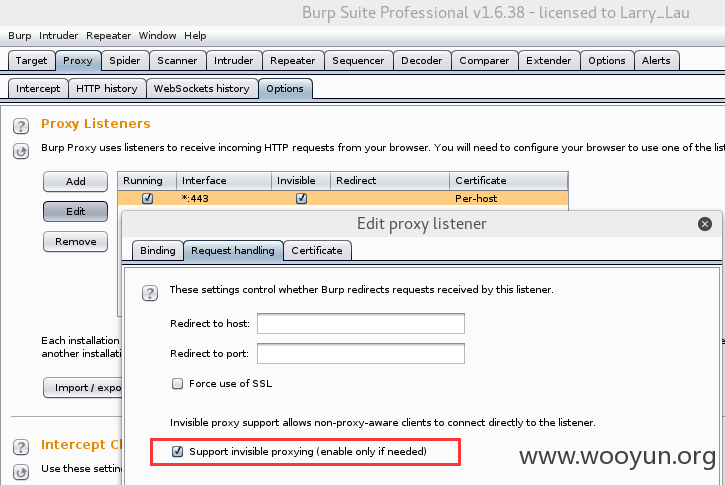 Burp Suite Professional v1.6.38 - licensed to Larry_Lau
Burp Intruder Repeater Window Help
Target Proxy Spider Scanner Intruder Repeater Sequencer Decoder Comparer Extender Options Alerts
Intercept HTTP history WebSockets history Options
? Proxy Listeners
Burp Proxy uses listeners to receive incoming HTTP requests from your browser. You will need to configure your browser to use one of the
Add Running Interface Invisible Redirect Certificate
Edit *:443 Per-host
Remove
Edit proxy listener
Binding Request handling Certificate
? These settings control whether Burp redirects requests received by this listener.
Redirect to host:
Redirect to port:
Force use of SSL
Each installation
another installati
Import / expo
Invisible proxy support allows non-proxy-aware clients to connect directly to the listener.
Support invisible proxying (enable only if needed)
? Intercept Cl
Use these settin
www.wooyun.org